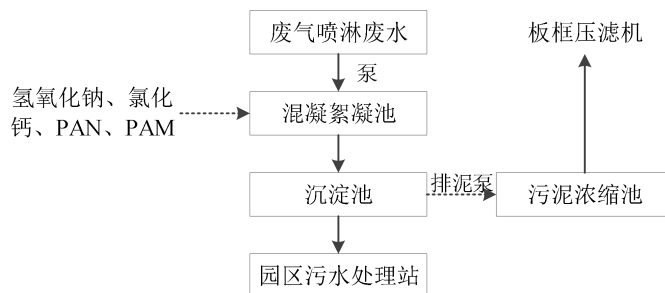 废气喷淋废水
板框压滤机
泵
氢氧化钠、氯化
钙、PAN、PAM
混凝絮凝池
沉淀池
排泥泵
污泥浓缩池
园区污水处理站